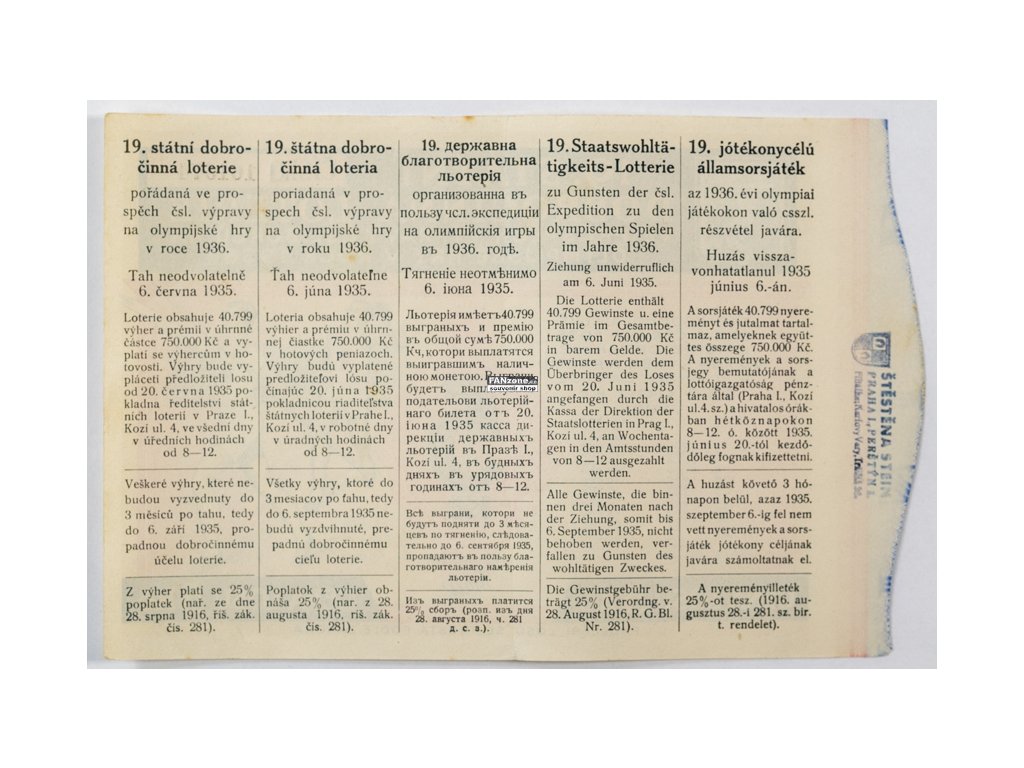 19. státní dobro-
činná loterie
pořádaná ve pro-
spěch čsl. výpravy
na olympijské hry
v roce 1936.
Tah neodvolatelně
6. června 1935.
Loterie obsahuje 40.799
výher a prémii v úhrnné
částce 750.000 Kč a vy-
platí se výhercům v ho-
tovosti. Výhry bude vy-
pláceti předložiteli losu
od 20. června 1935 po-
kladna ředitelství stát-
ních loterií v Praze I.,
Kozí ul. 4, ve všední dny
v úředních hodinách
od 8—12.
Veškeré výhry, které ne-
budou vyzvednuty do
3 měsíců po tahu, tedy
do 6. září 1935, pro-
padnou dobročinnému
účelu loterie.
Z výher platí se 25%
poplatek (nař. ze dne
28. srpna 1916, říš. zák.
čís. 281).
19. štátna dobro-
činná loteria
poriadaná v pro-
spech čsl. výpravy
na olympijské hry
v roku 1936.
Ťah neodvolateľne
6. júna 1935.
Loteria obsahuje 40.799
výhier a prémiu v úhrn-
nej čiastke 750.000 Kč
v hotových peniazoch.
Výhry budú vyplatené
predložiteľovi lósu po-
činajúc 20. júna 1935
pokladnicou riaditeľstva
štátnych loterií v Prahe I.,
Kozí ul. 4, v robotné dny
v úradných hodinách
od 8—12.
Všetky výhry, ktoré do
3 mesiacov po ťahu, tedy
do 6. septembra 1935 ne-
budú vyzdvihnuté, pre-
padnú dobročinnému
cieľu loterie.
Poplatok z výhier ob-
náša 25% (nar. z 28.
augusta 1916, ríš. zák.
čís. 281).
19. державна
благотворительна
льотерія
организованна въ
пользу чсл. экспедиціи
на олимпійскія игры
въ 1936. годѣ.
Тягненіе неотмѣнимо
6. іюна 1935.
Льотерія имѣетъ 40.799
выграныхъ и премію
въ общой сумѣ 750.000
Кч, котори выплатятся
выигравшимъ налич-
ною монетою.
будетъ
подательови льотерій-
наго билета отъ 20.
іюна 1935 касса ди-
рекціи державныхъ
льотерій въ Празѣ I.,
Kozí ul. 4, въ будныхъ
дняхъ въ урядовыхъ
годинахъ отъ 8—12.
Всѣ выграни, котори не
будутъ подняти до 3 мѣся-
цевъ по тягненію, слѣдова-
тельно до 6. сентября 1935,
пропадаютъ въ пользу бла-
готворительнаго намѣренія
льотеріи.
Изъ выграныхъ платится
25% сборъ (розп. изъ дня
28. августа 1916, ч. 281
д. с. а.).
19. Staatswohltä-
tigkeits-Lotterie
zu Gunsten der čsl.
Expedition zu den
olympischen Spielen
im Jahre 1936.
Ziehung unwiderruflich
am 6. Juni 1935.
Die Lotterie enthält
40.799 Gewinste u. eine
Prämie im Gesamtbe-
trage von 750.000 Kč
in barem Gelde. Die
Gewinste werden dem
Überbringer des Loses
vom 20. Juni 1935
angefangen durch die
Kassa der Direktion der
Staatslotterien in Prag I.,
Kozí ul. 4, an Wochenta-
gen in den Amtsstunden
von 8—12 ausgezahlt
werden.
Alle Gewinste, die bin-
nen drei Monaten nach
der Ziehung, somit bis
6. September 1935, nicht
behoben werden, ver-
fallen zu Gunsten des
wohltätigen Zweckes.
Die Gewinstgebühr be-
trägt 25% (Verordng. v.
28. August 1916, R. G. Bl.
Nr. 281).
19. jótékonycélú
államsorsjáték
az 1936. évi olympiai
játékokon való csszl.
részvétel javára.
Huzás vissza-
vonhatatlanul 1935
június 6.-án.
A sorsjáték 40.799 nyere-
ményt és jutalmat tartal-
maz, amelyeknek együt-
tes összege 750.000 Kč.
A nyeremények a sors-
jegy bemutatójának a
lottóigazgatóság pénz-
tára által (Praha I., Kozí
ul. 4. sz.) a hivatalos órák-
ban hétköznapokon
8—12. ó. között 1935.
június 20.-tól kezdő-
dőleg fognak kifizettetni.
A huzást követő 3 hó-
napon belül, azaz 1935.
szeptember 6.-ig fel nem
vett nyeremények a sors-
játék jótékony céljának
javára számoltatnak el.
A nyereményilleték
25%-ot tesz. (1916. au-
gusztus 28.-i 281. sz. bir.
t. rendelet).
FANzone
souvenir shop
ŠTĚSTĚNA STEIN
PRAHA I.,
Karlovy Vary,